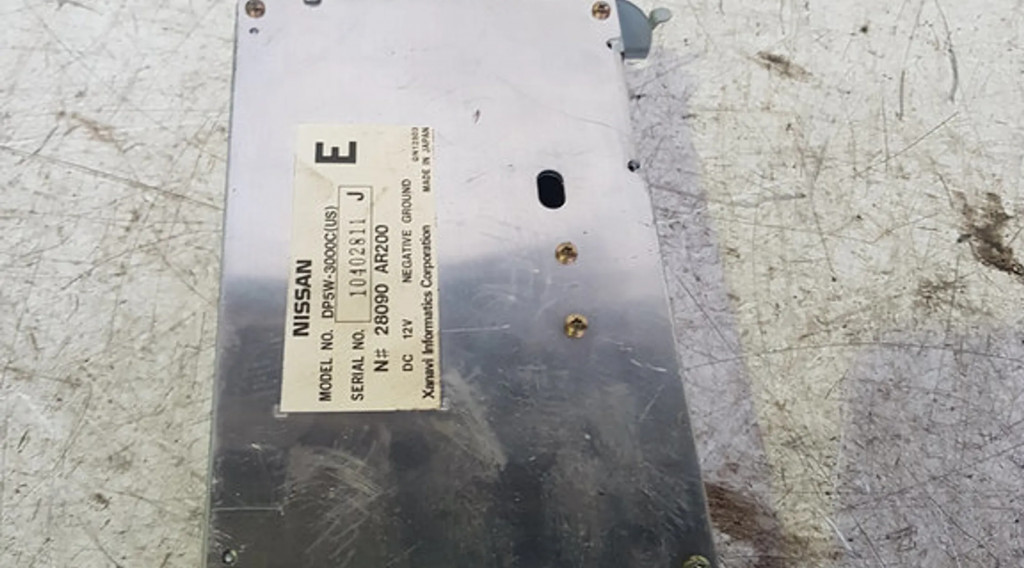 NISSAN
E
MODEL NO. DP5W-3000C(US)
SERIAL NO. 10402811 J
N# 28090 AR200
DC 12V NEGATIVE GROUND
Xanavi Informatics Corporation
MADE IN JAPAN